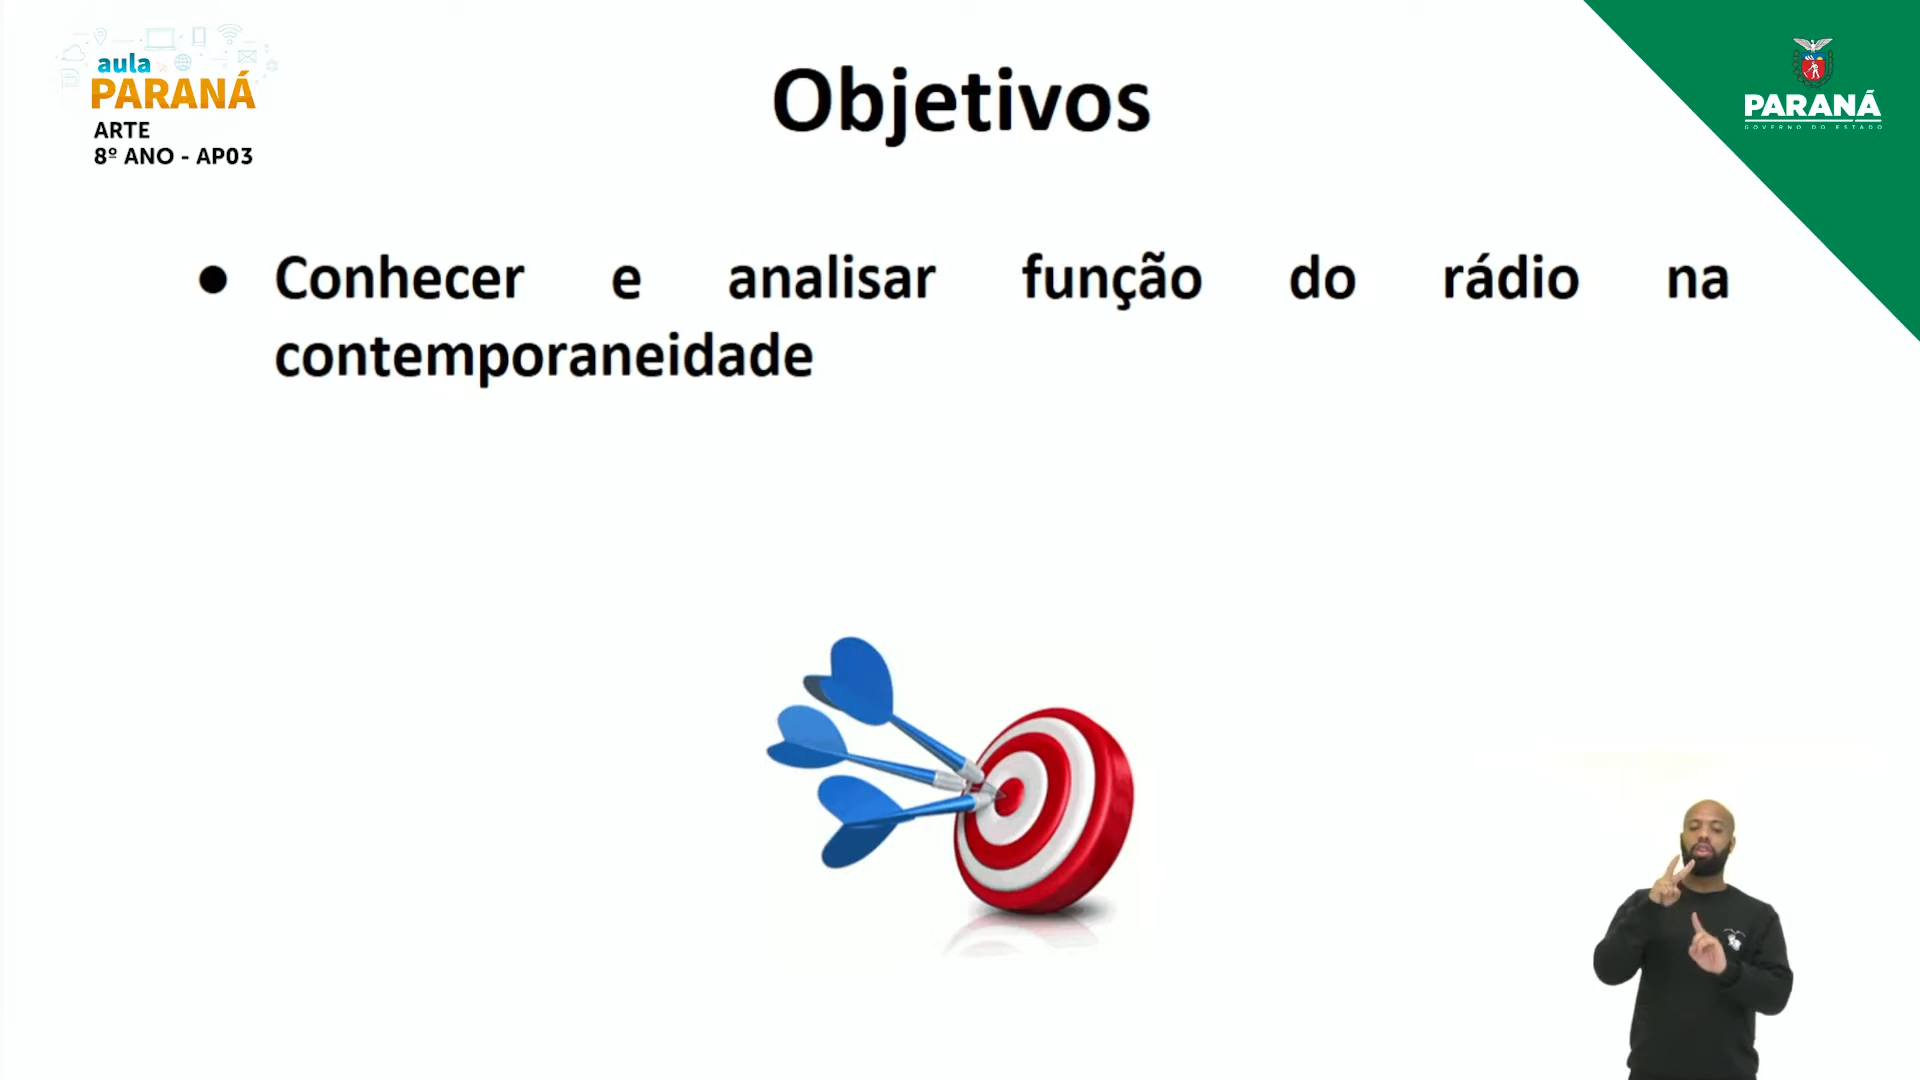 aula
PARANÁ
ARTE
8º ANO - AP03
Objetivos
PARANÁ
GOVERNO DO ESTADO
● Conhecer e analisar função do rádio na
contemporaneidade